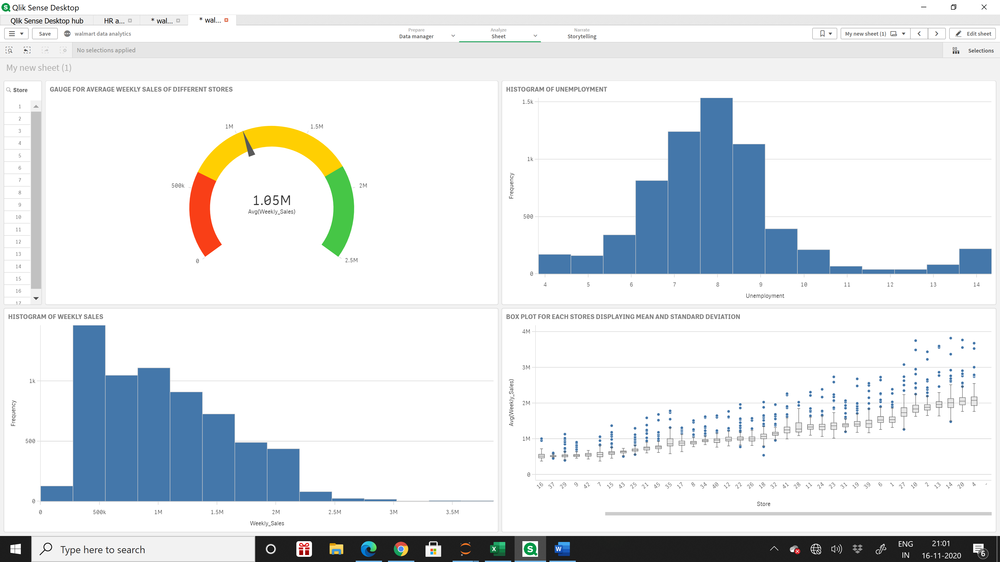 Qlik Sense Desktop
Qlik Sense Desktop hub
HR a...
* wal...
* wal...
Save
walmart data analytics
Prepare
Data manager
Analyze
Sheet
Narrate
Storytelling
My new sheet (1)
Edit sheet
No selections applied
Selections
My new sheet (1)
Store
1
2
3
4
5
6
7
8
9
10
11
12
13
14
15
16
17
GAUGE FOR AVERAGE WEEKLY SALES OF DIFFERENT STORES
1M
1.5M
500k
2M
1.05M
Avg(Weekly_Sales)
0
2.5M
HISTOGRAM OF UNEMPLOYMENT
1.5k
1k
500
0
Frequency
4 5 6 7 8 9 10 11 12 13 14
Unemployment
HISTOGRAM OF WEEKLY SALES
1k
500
0
Frequency
0 500k 1M 1.5M 2M 2.5M 3M 3.5M
Weekly_Sales
BOX PLOT FOR EACH STORES DISPLAYING MEAN AND STANDARD DEVIATION
4M
3M
2M
1M
0
Avg(Weekly_Sales)
16 37 29 9 42 7 15 43 25 21 45 35 17 8 34 40 12 22 26 18 32 41 28 11 24 23 31 19 39 6 1 27 10 2 13 14 20 4 -
Store
Type here to search
ENG
IN
21:01
16-11-2020
6